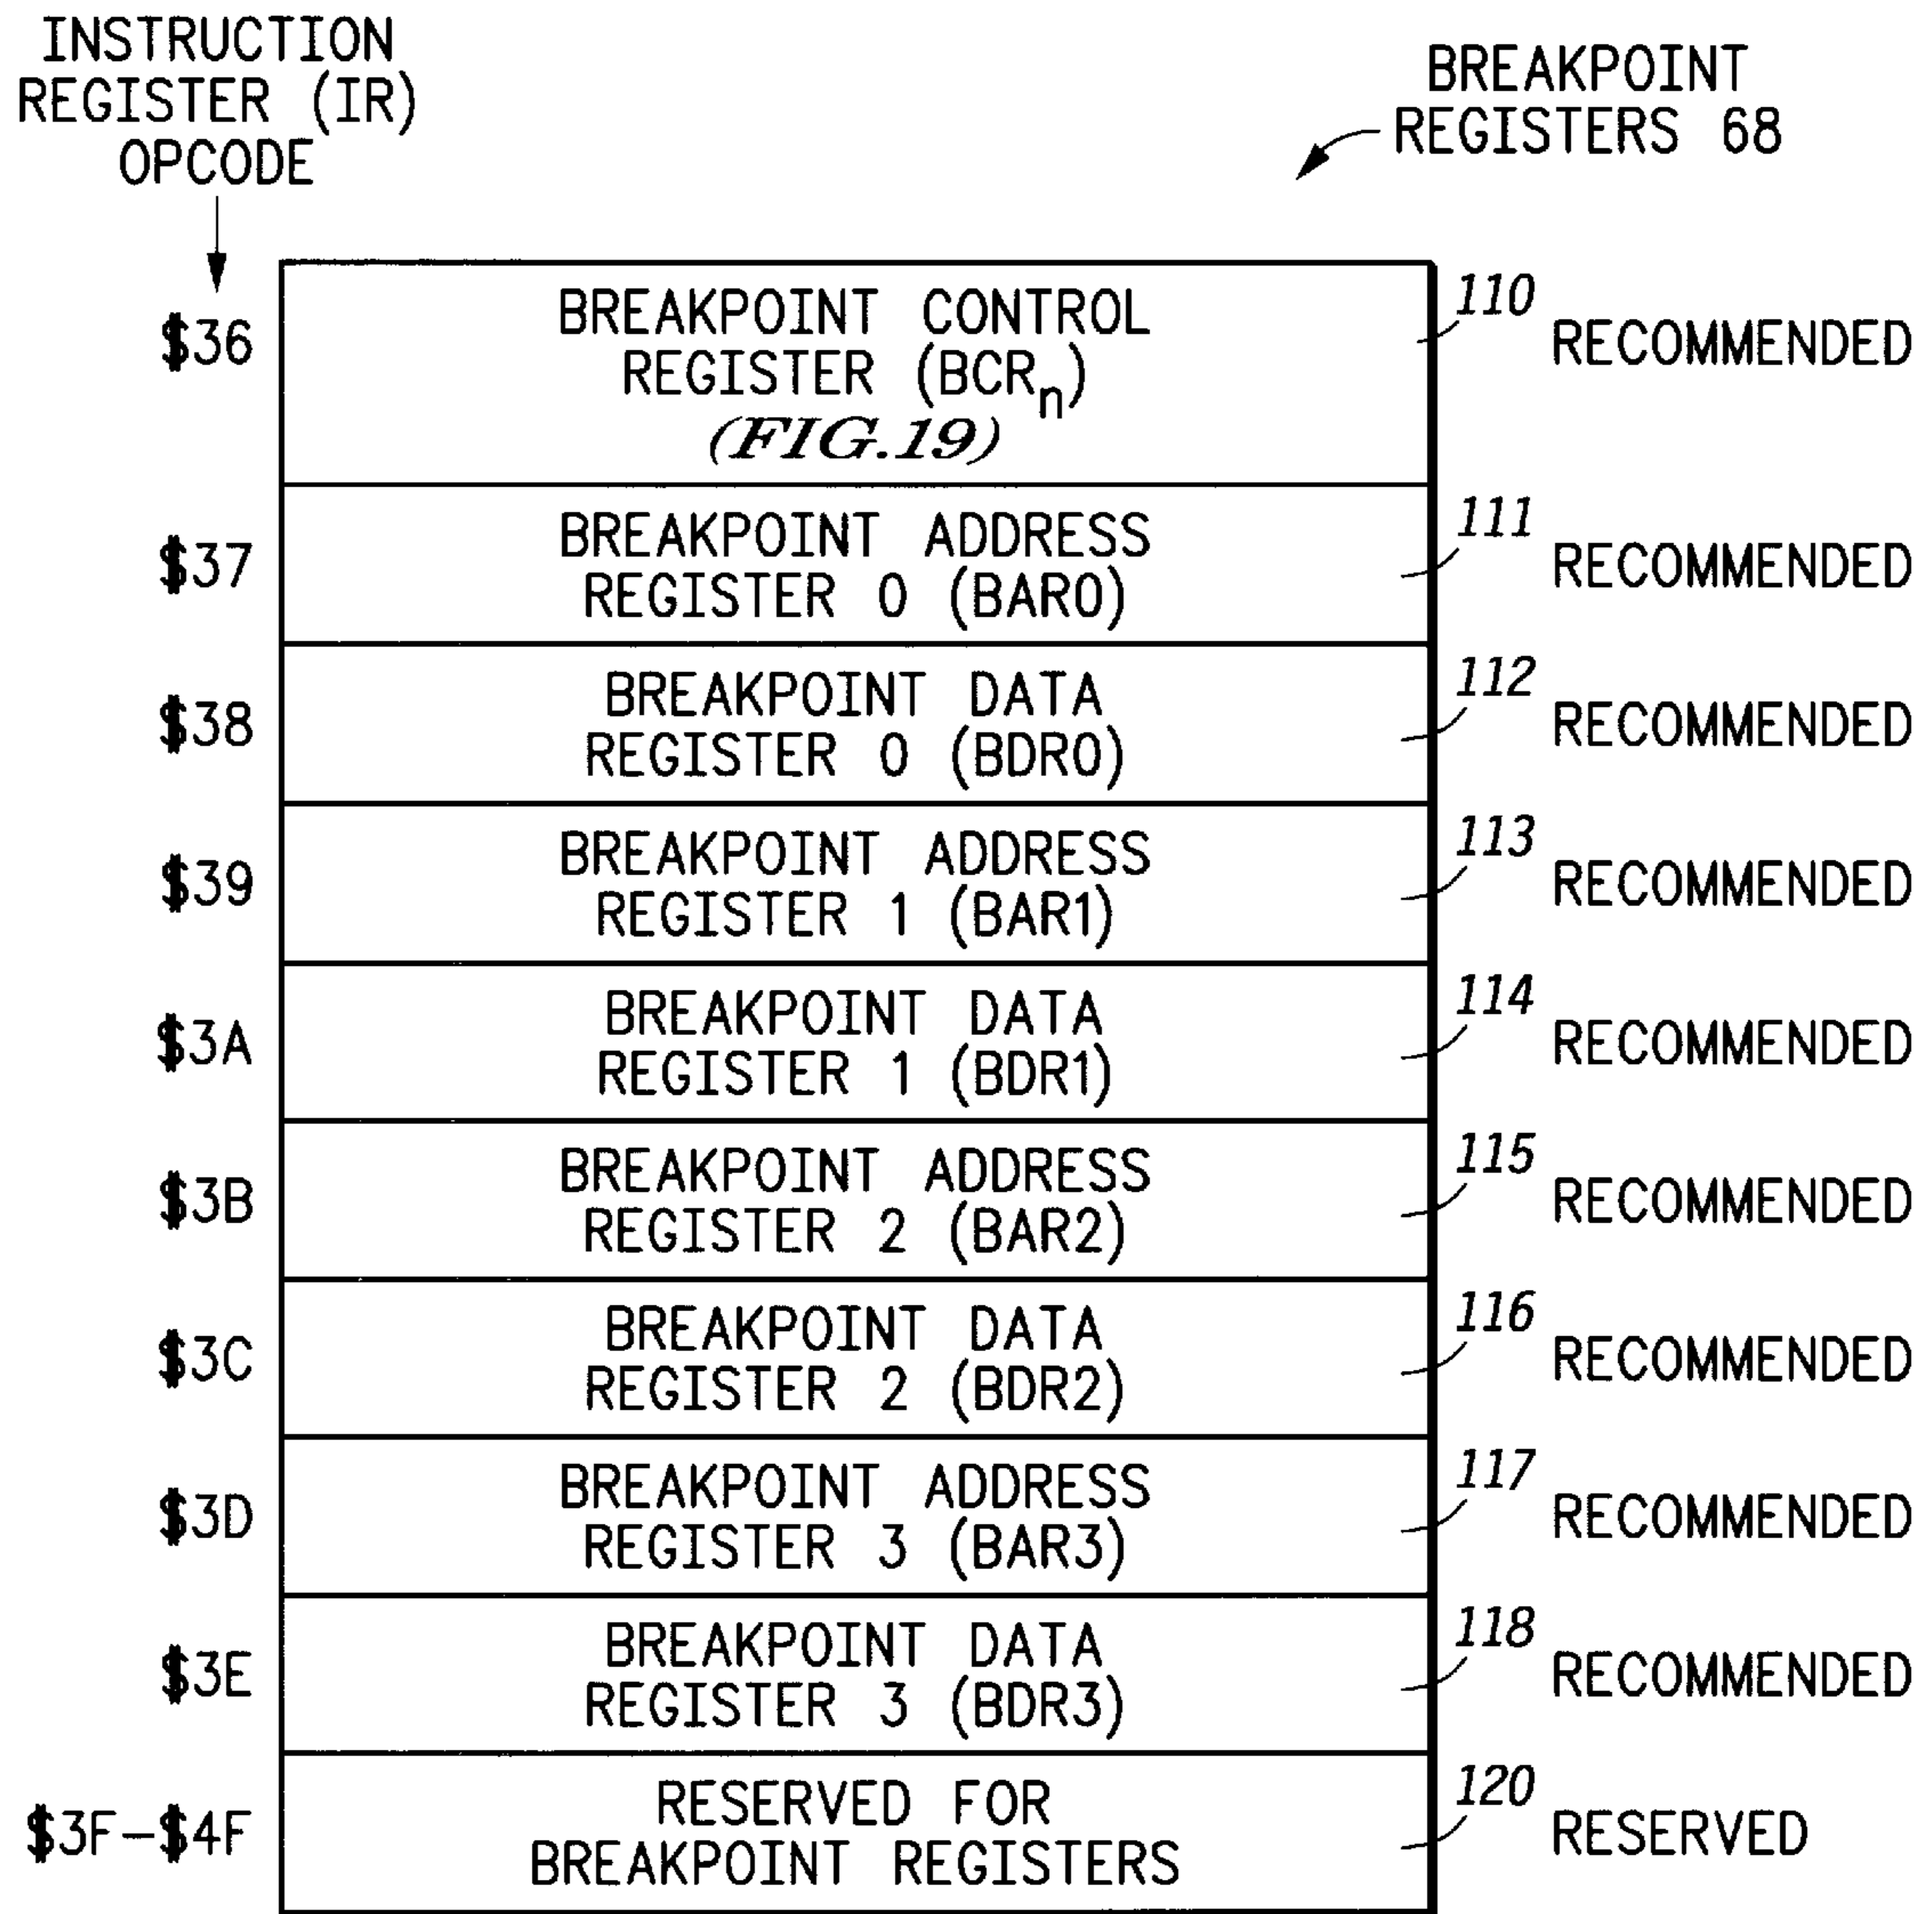 INSTRUCTION
REGISTER (IR)
OPCODE
BREAKPOINT
REGISTERS 68
$36
BREAKPOINT CONTROL
REGISTER (BCRn)
(FIG.19)
110
RECOMMENDED
$37
BREAKPOINT ADDRESS
REGISTER 0 (BAR0)
111
RECOMMENDED
$38
BREAKPOINT DATA
REGISTER 0 (BDR0)
112
RECOMMENDED
$39
BREAKPOINT ADDRESS
REGISTER 1 (BAR1)
113
RECOMMENDED
$3A
BREAKPOINT DATA
REGISTER 1 (BDR1)
114
RECOMMENDED
$3B
BREAKPOINT ADDRESS
REGISTER 2 (BAR2)
115
RECOMMENDED
$3C
BREAKPOINT DATA
REGISTER 2 (BDR2)
116
RECOMMENDED
$3D
BREAKPOINT ADDRESS
REGISTER 3 (BAR3)
117
RECOMMENDED
$3E
BREAKPOINT DATA
REGISTER 3 (BDR3)
118
RECOMMENDED
$3F-$4F
RESERVED FOR
BREAKPOINT REGISTERS
120
RESERVED